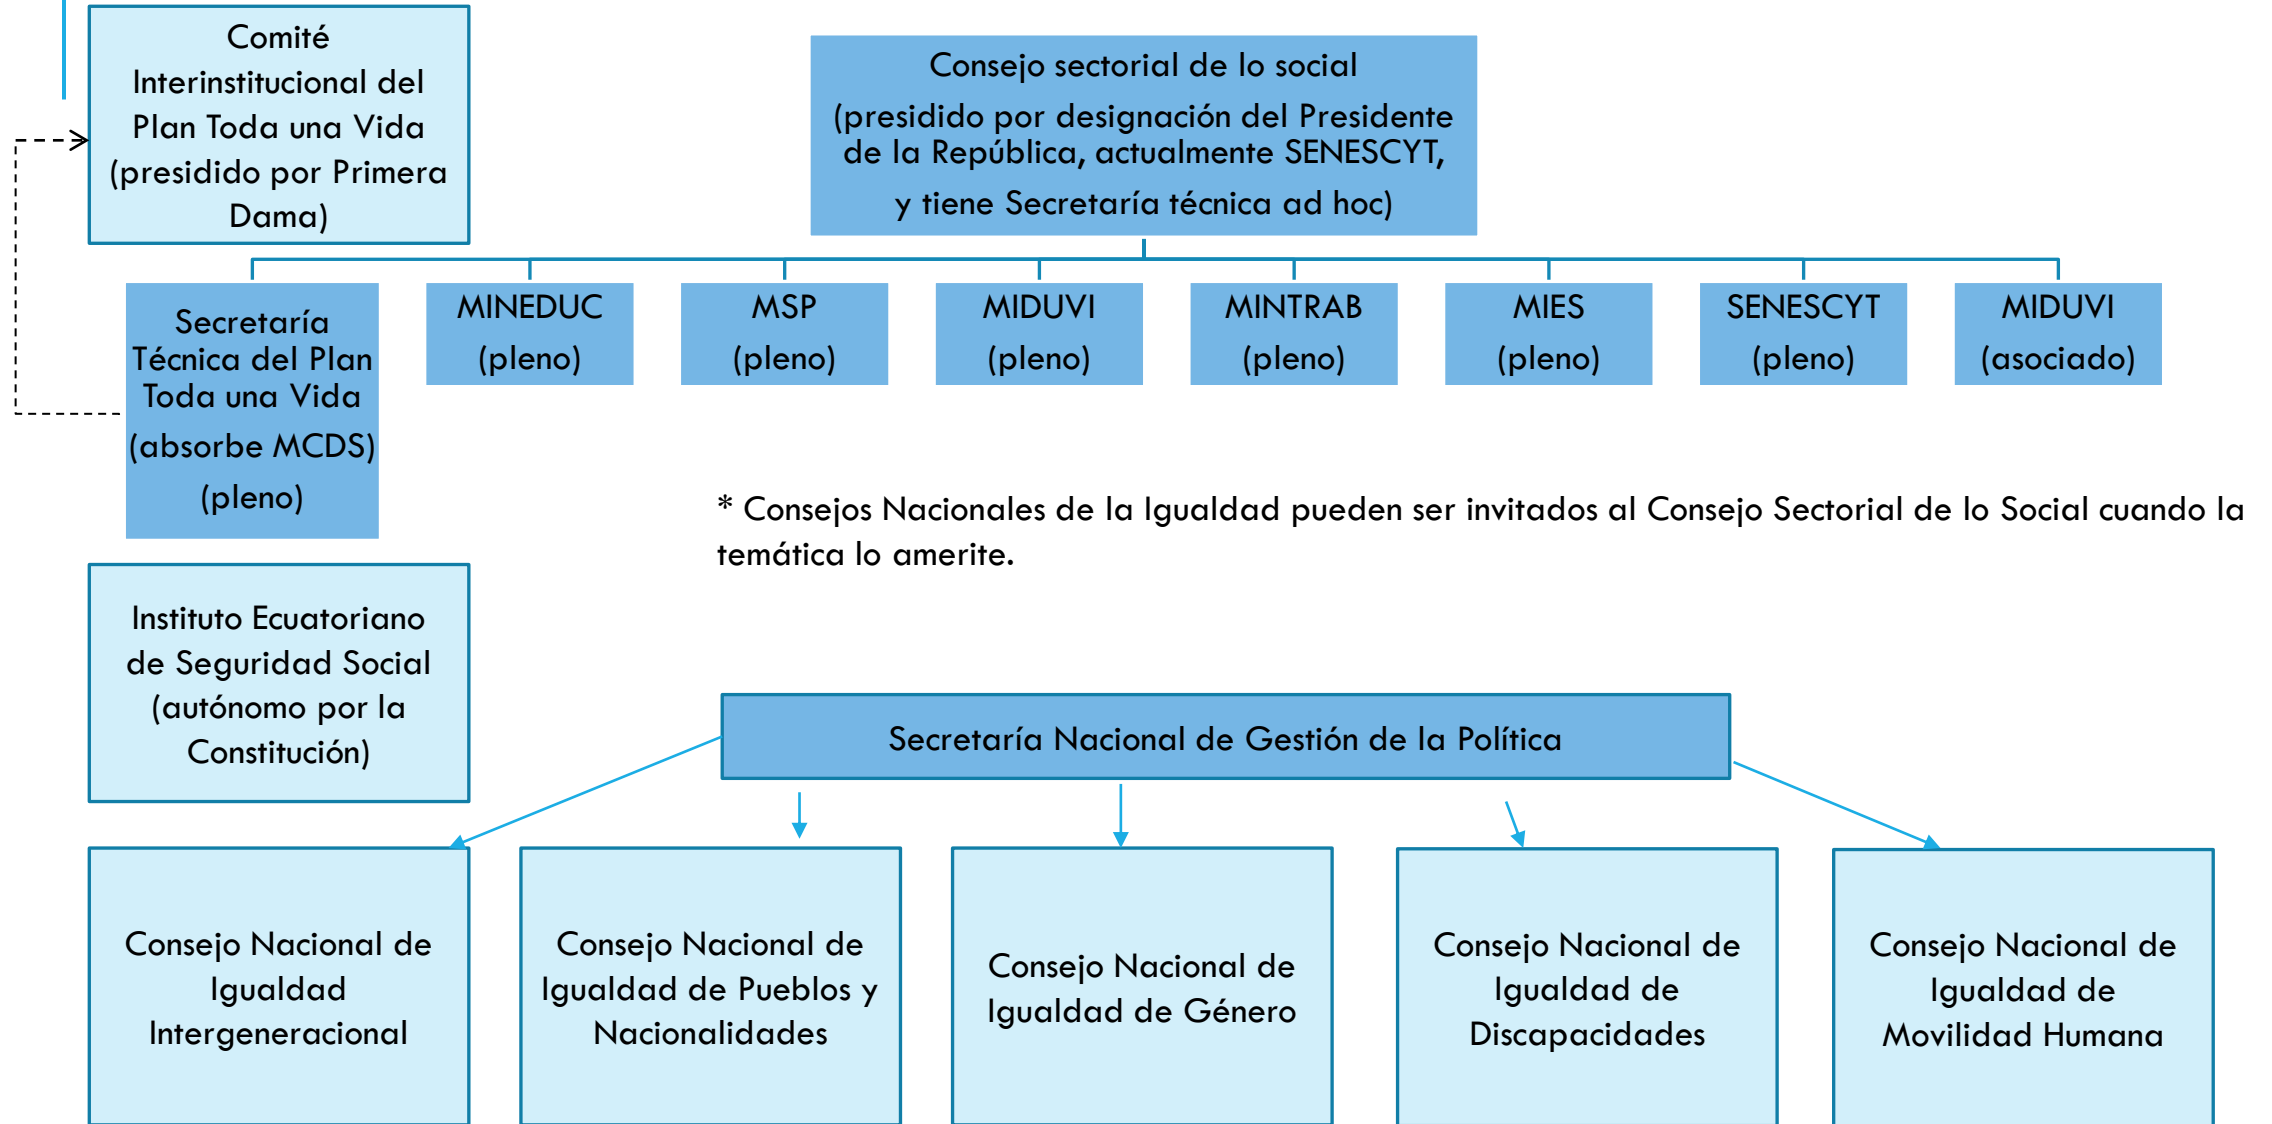 Comité
Interinstitucional del
Plan Toda una Vida
(presidido por Primera
Dama)
Consejo sectorial de lo social
(presidido por designación del Presidente
de la República, actualmente SENESCYT,
y tiene Secretaría técnica ad hoc)
Secretaría
Técnica del Plan
Toda una Vida
(absorbe MCDS)
(pleno)
MINEDUC
(pleno)
MSP
(pleno)
MIDUVI
(pleno)
MINTRAB
(pleno)
MIES
(pleno)
SENESCYT
(pleno)
MIDUVI
(asociado)
* Consejos Nacionales de la Igualdad pueden ser invitados al Consejo Sectorial de lo Social cuando la
temática lo amerite.
Instituto Ecuatoriano
de Seguridad Social
(autónomo por la
Constitución)
Secretaría Nacional de Gestión de la Política
Consejo Nacional de
Igualdad
Intergeneracional
Consejo Nacional de
Igualdad de Pueblos y
Nacionalidades
Consejo Nacional de
Igualdad de Género
Consejo Nacional de
Igualdad de
Discapacidades
Consejo Nacional de
Igualdad de
Movilidad Humana